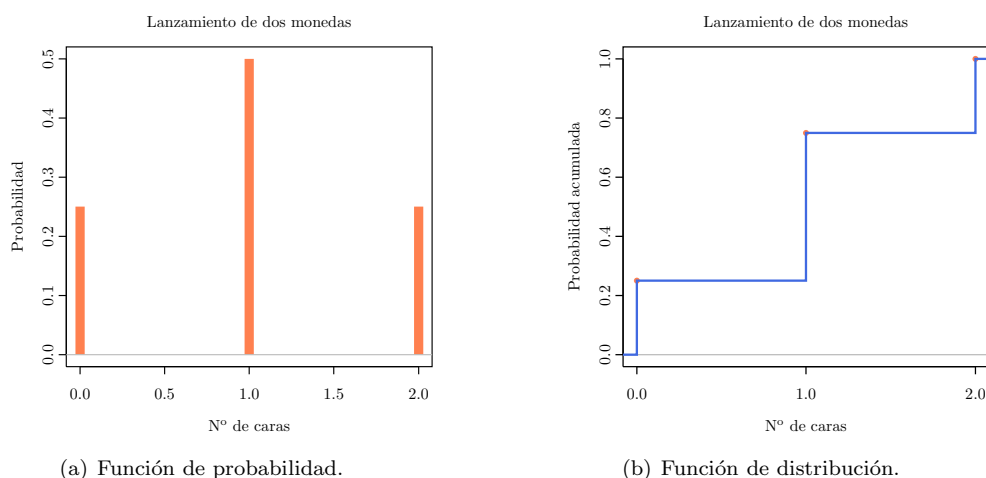 Lanzamiento de dos monedas
Probabilidad
0.5
0.4
0.3
0.2
0.1
0.0
0.0 0.5 1.0 1.5 2.0
Nº de caras
(a) Función de probabilidad.
Lanzamiento de dos monedas
Probabilidad acumulada
1.0
0.8
0.6
0.4
0.2
0.0
0.0 1.0 2.0
Nº de caras
(b) Función de distribución.